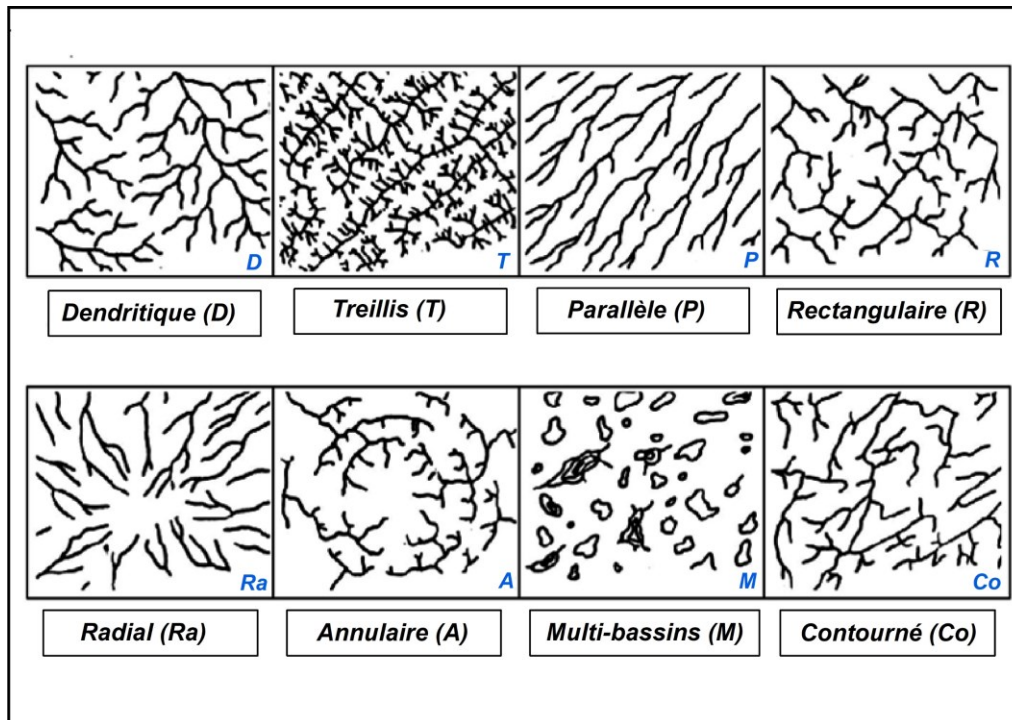 D
T
P
R
Dendritique (D)
Treillis (T)
Parallèle (P)
Rectangulaire (R)
Ra
A
M
Co
Radial (Ra)
Annulaire (A)
Multi-bassins (M)
Contourné (Co)